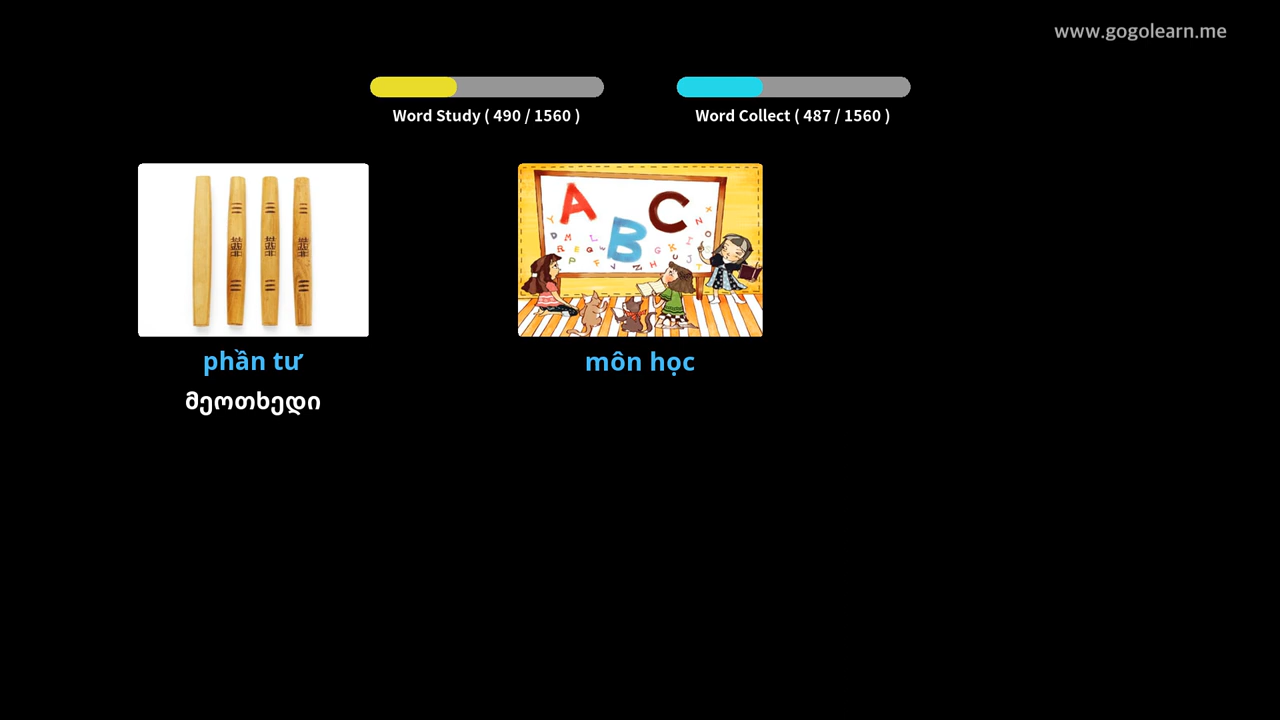 www.gogolearn.me
Word Study ( 490 / 1560 )
Word Collect ( 487 / 1560 )
A
B
C
phần tư
môn học
მეოთხედი